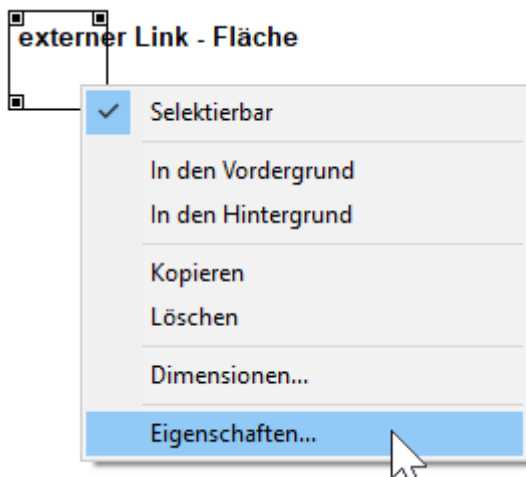 externer Link - Fläche
Selektierbar
In den Vordergrund
In den Hintergrund
Kopieren
Löschen
Dimensionen...
Eigenschaften...